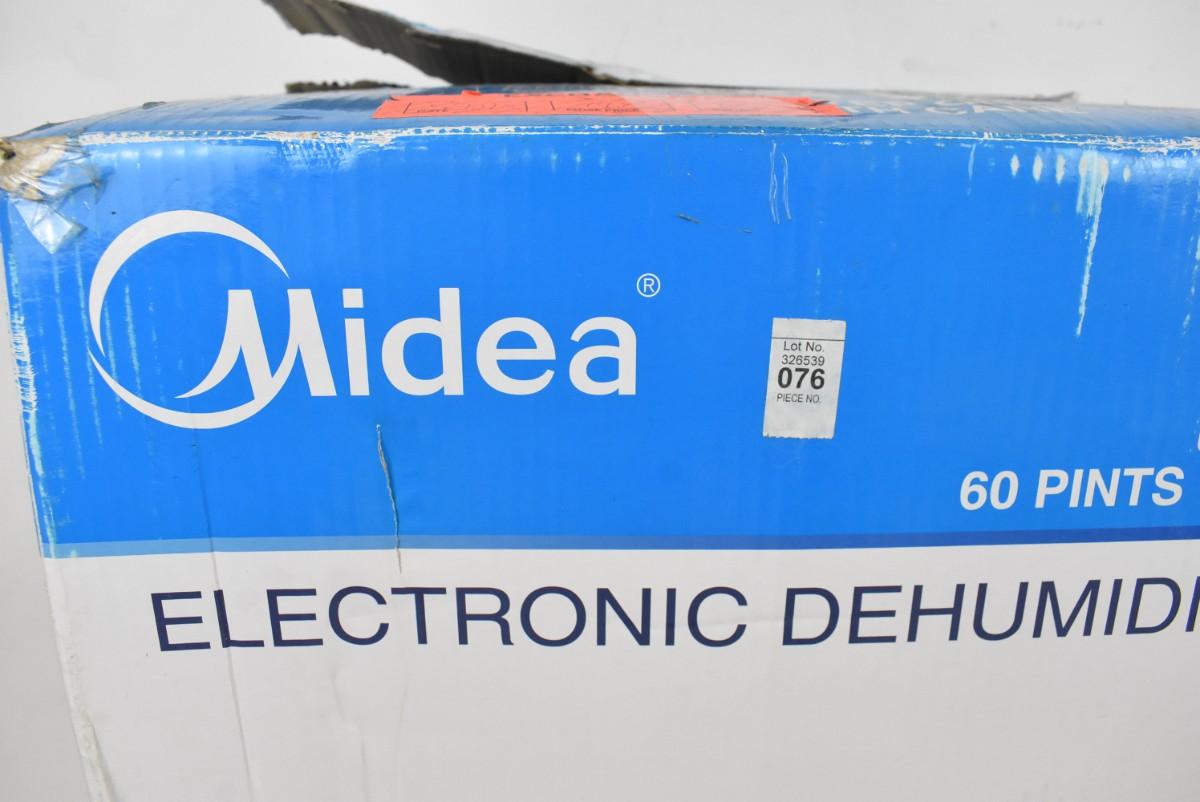 Midea®
Lot No.
326539
076
PIECE NO.
60 PINTS
ELECTRONIC DEHUMIDI